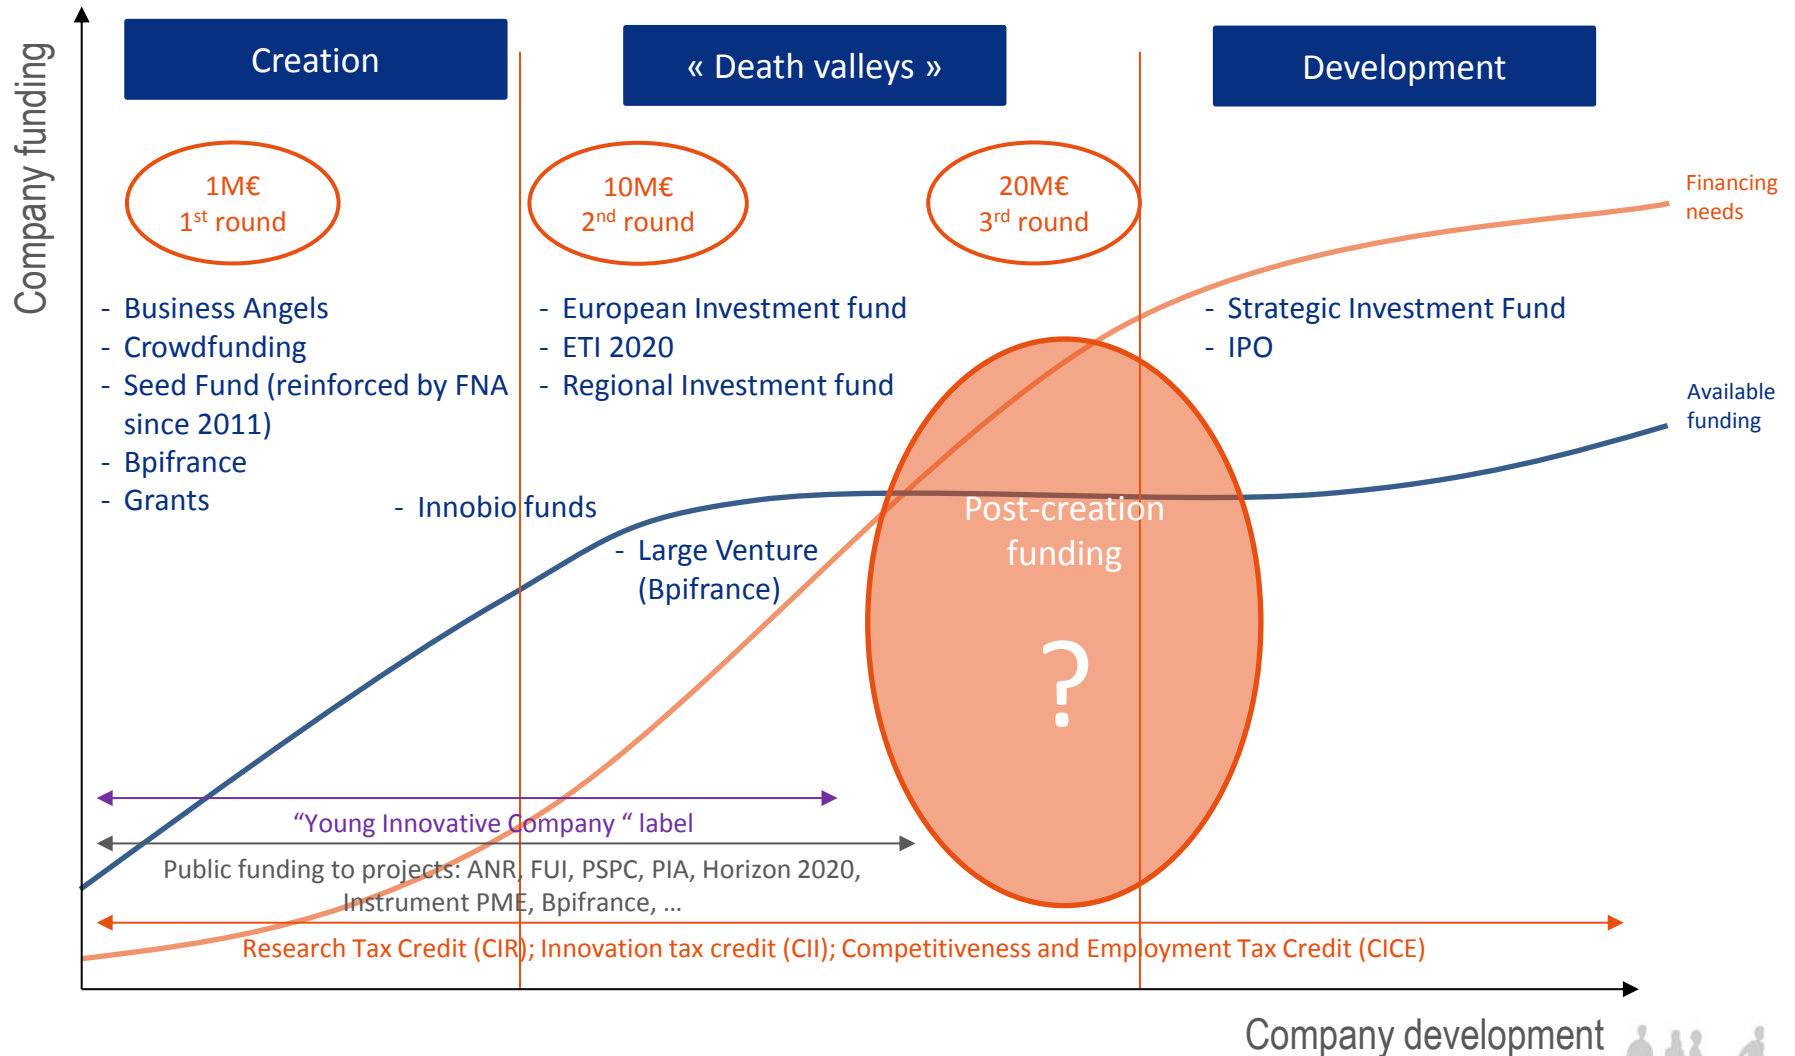 Company funding
Creation
« Death valleys »
Development
1M€
1st round
10M€
2nd round
20M€
3rd round
Financing
needs
- Business Angels
- Crowdfunding
- Seed Fund (reinforced by FNA
since 2011)
- Bpifrance
- Grants
- Innobio funds
- European Investment fund
- ETI 2020
- Regional Investment fund
- Large Venture
(Bpifrance)
- Strategic Investment Fund
- IPO
Available
funding
Post-creation
funding
?
“Young Innovative Company “ label
Public funding to projects: ANR, FUI, PSPC, PIA, Horizon 2020,
Instrument PME, Bpifrance, ...
Research Tax Credit (CIR); Innovation tax credit (CII); Competitiveness and Employment Tax Credit (CICE)
Company development